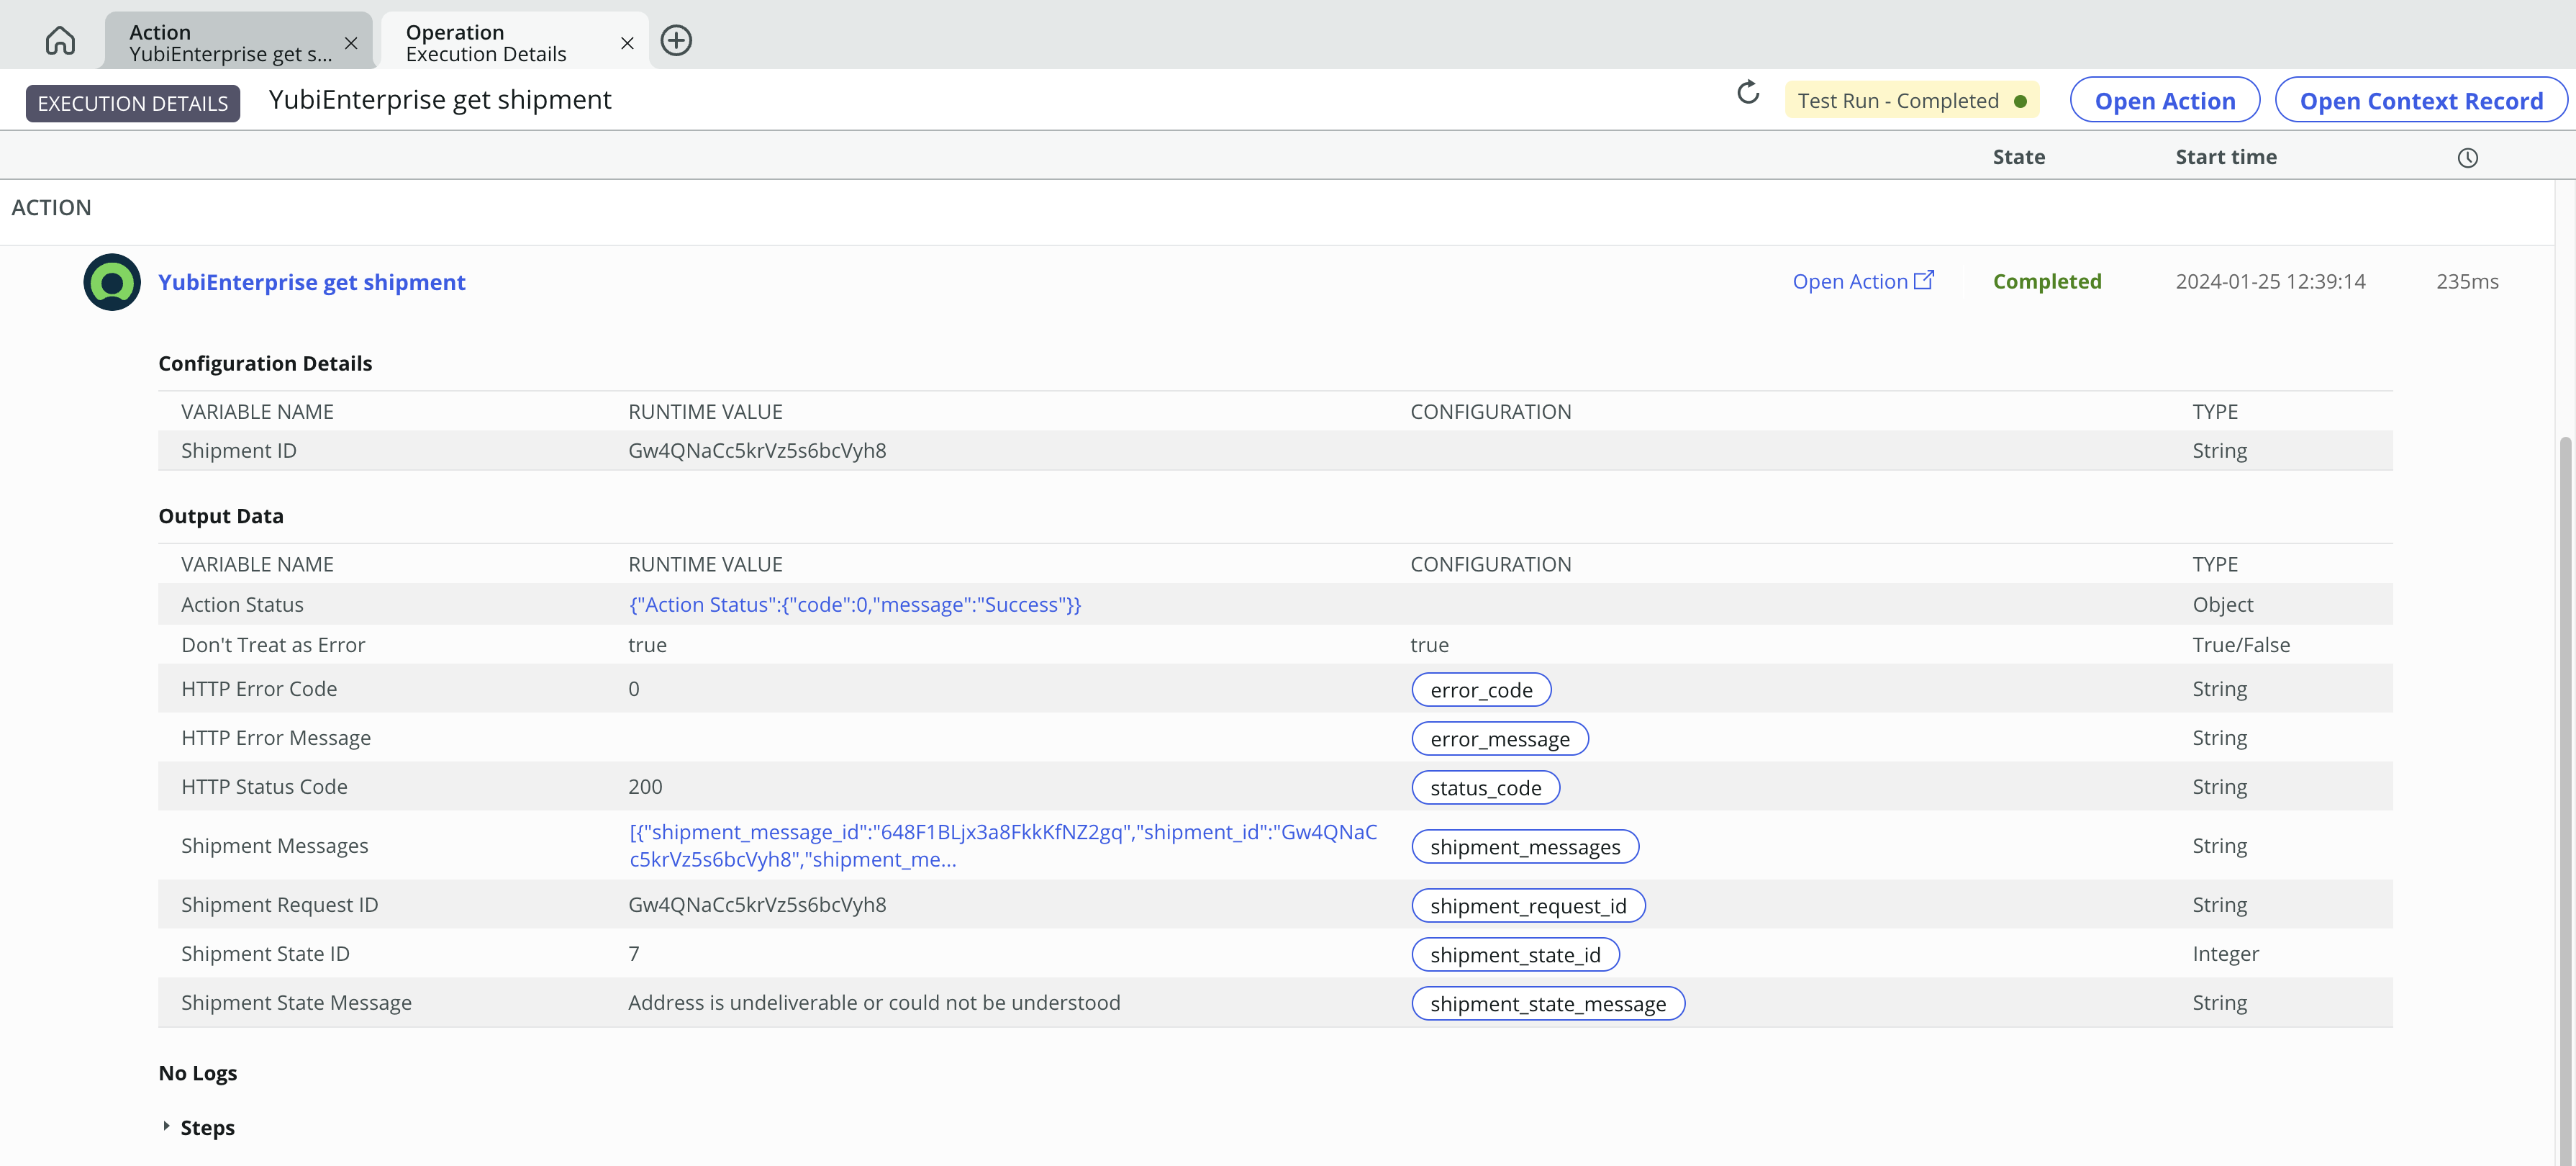 Action
YubiEnterprise get s...
Operation
Execution Details
EXECUTION DETAILS YubiEnterprise get shipment Test Run - Completed Open Action Open Context Record
State Start time
ACTION
YubiEnterprise get shipment Open Action Completed 2024-01-25 12:39:14 235ms
Configuration Details
VARIABLE NAME RUNTIME VALUE CONFIGURATION TYPE
Shipment ID Gw4QNaCc5krVz5s6bcVyh8 String
Output Data
VARIABLE NAME RUNTIME VALUE CONFIGURATION TYPE
Action Status {"Action Status":{"code":0,"message":"Success"}} Object
Don't Treat as Error true true True/False
HTTP Error Code 0 error_code String
HTTP Error Message error_message String
HTTP Status Code 200 status_code String
Shipment Messages [{"shipment_message_id":"648F1BLjx3a8FkkKfNZ2gq","shipment_id":"Gw4QNaC
c5krVz5s6bcVyh8","shipment_me... shipment_messages String
Shipment Request ID Gw4QNaCc5krVz5s6bcVyh8 shipment_request_id String
Shipment State ID 7 shipment_state_id Integer
Shipment State Message Address is undeliverable or could not be understood shipment_state_message String
No Logs
Steps